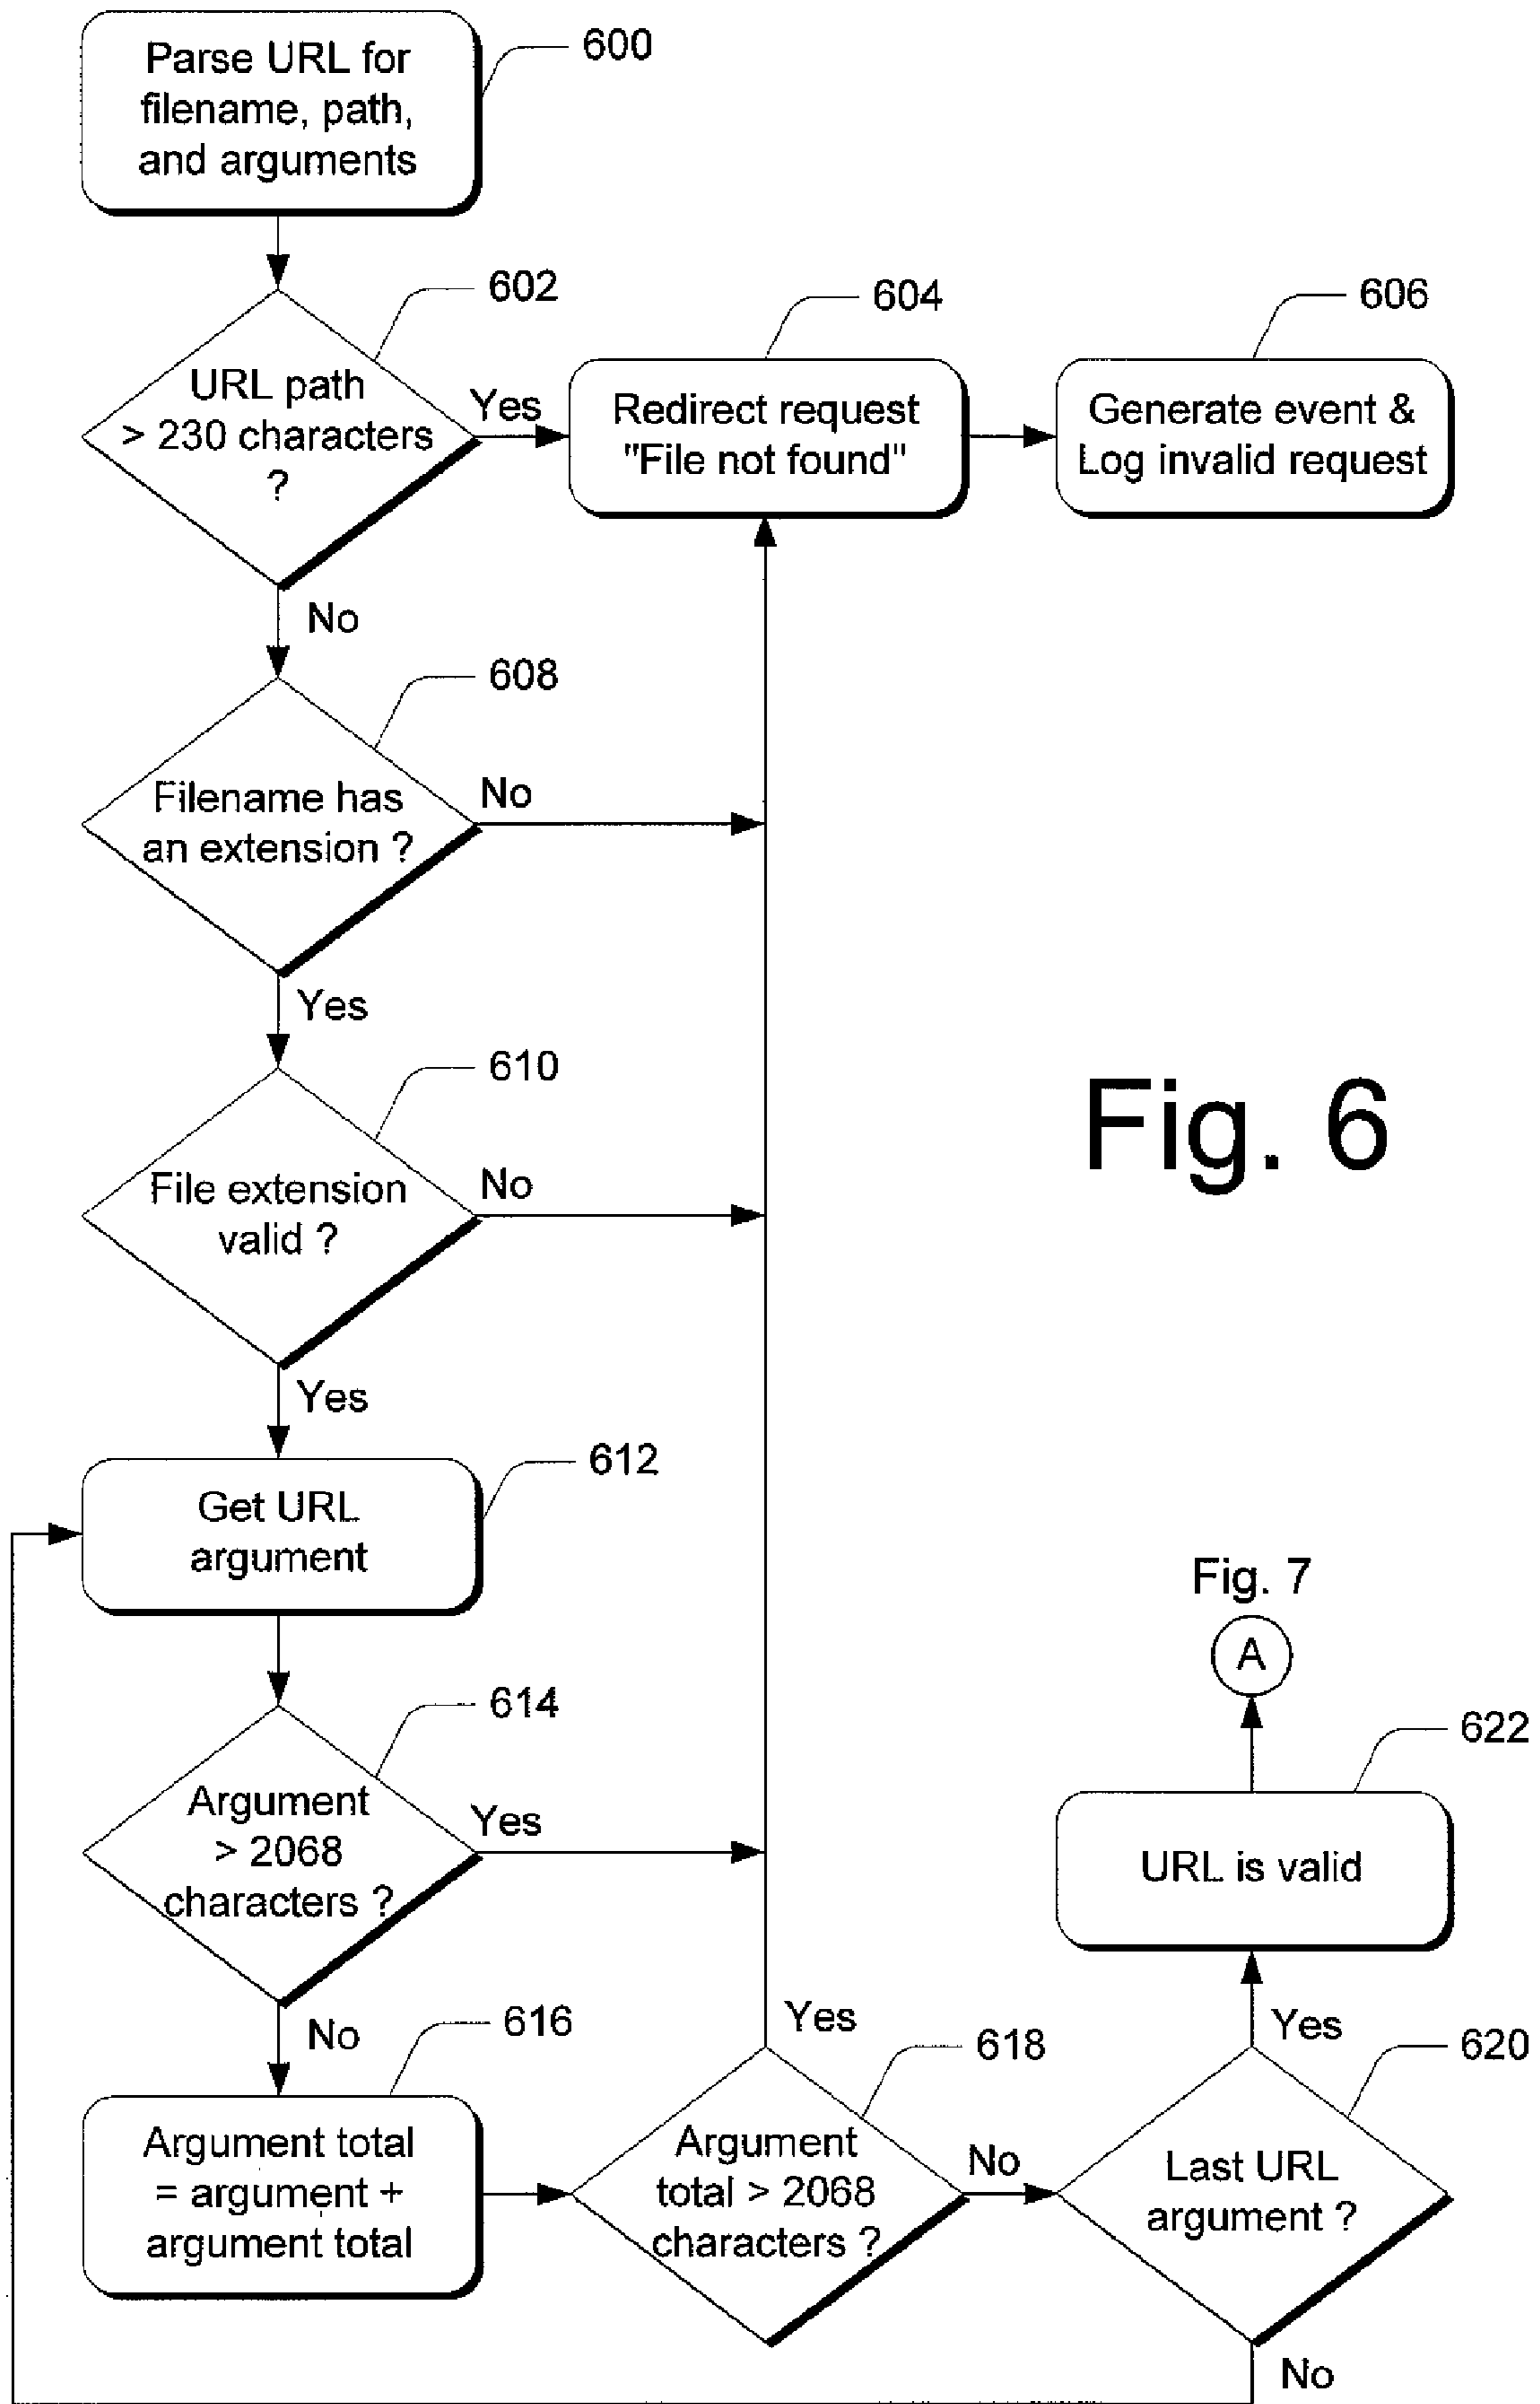 Parse URL for
filename, path,
and arguments
600
URL path
> 230 characters
?
602
Yes
No
Redirect request
"File not found"
604
Generate event &
Log invalid request
606
Filename has
an extension ?
608
No
Yes
File extension
valid ?
610
No
Yes
Fig. 6
Get URL
argument
612
Argument
> 2068
characters ?
614
Yes
No
Argument total
= argument +
argument total
616
Argument
total > 2068
characters ?
618
Yes
No
Last URL
argument ?
620
Yes
No
URL is valid
622
A
Fig. 7